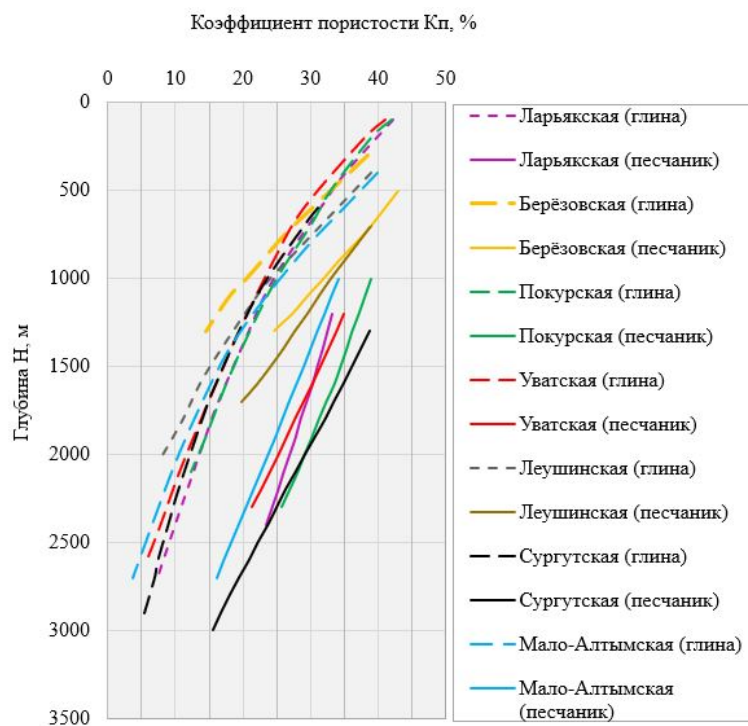 Коэффициент пористости Кп, %
0 10 20 30 40 50
0
500
1000
1500
2000
2500
3000
3500
Глубина H, м
Ларьякская (глина)
Ларьякская (песчаник)
Берёзовская (глина)
Берёзовская (песчаник)
Покурская (глина)
Покурская (песчаник)
Уватская (глина)
Уватская (песчаник)
Леушинская (глина)
Леушинская (песчаник)
Сургутская (глина)
Сургутская (песчаник)
Мало-Алтымская (глина)
Мало-Алтымская
(песчаник)